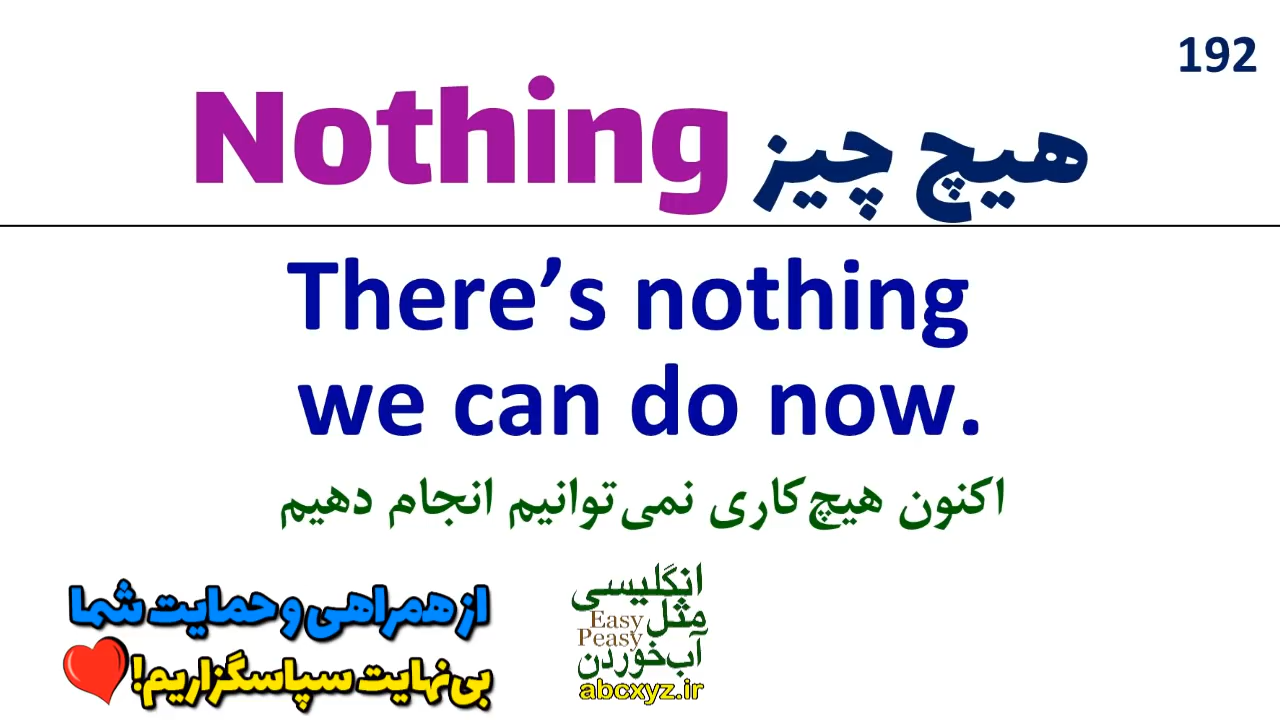 192
Nothing هیچ چیز
There’s nothing
we can do now.
اکنون هیچ‌کاری نمی‌توانیم انجام دهیم
از همراهی و حمایت شما
بی‌نهایت سپاسگزاریم!
انگلیسی
مثل Easy
Peasy
آب‌خوردن
abcxyz.ir